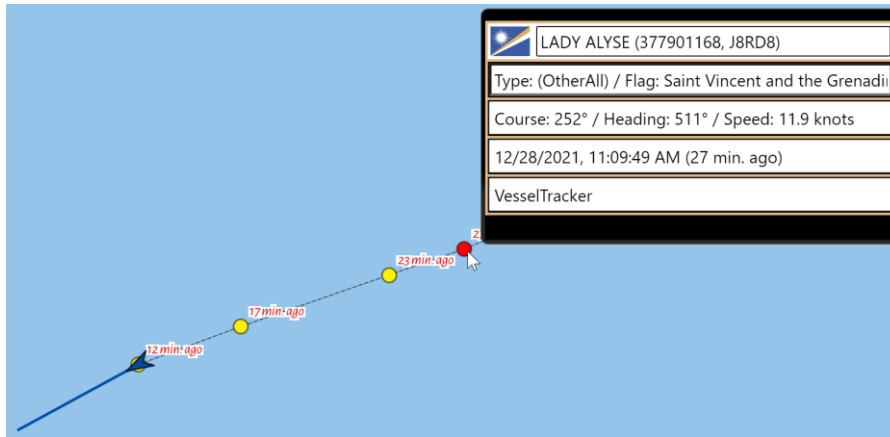 LADY ALYSE (377901168, J8RD8)
Type: (OtherAll) / Flag: Saint Vincent and the Grenadi
Course: 252° / Heading: 511° / Speed: 11.9 knots
12/28/2021, 11:09:49 AM (27 min. ago)
VesselTracker
23 min. ago
17 min. ago
12 min. ago